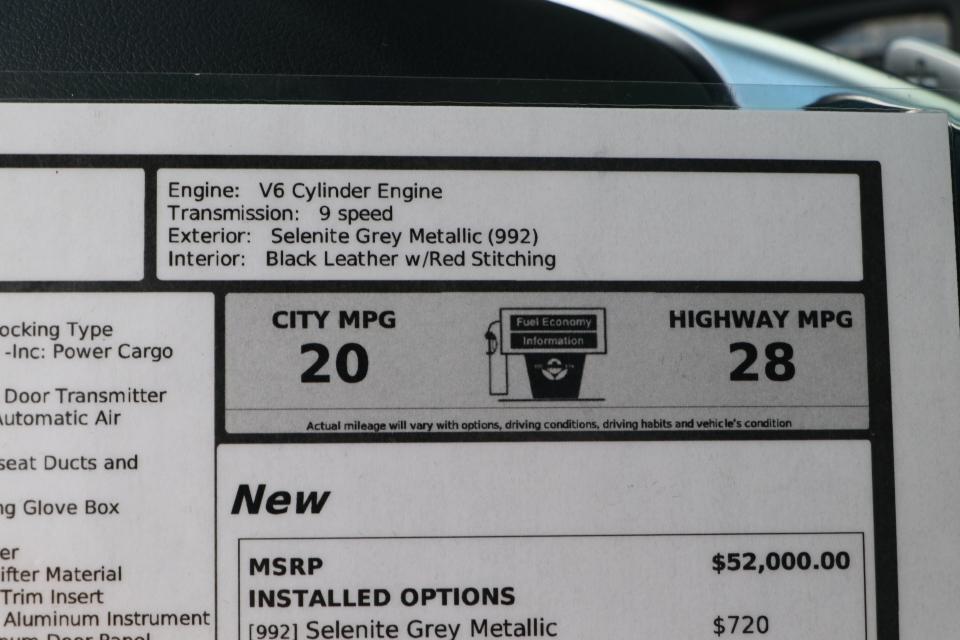 Engine: V6 Cylinder Engine
Transmission: 9 speed
Exterior: Selenite Grey Metallic (992)
Interior: Black Leather w/Red Stitching
ocking Type
-Inc: Power Cargo
Door Transmitter
Automatic Air
seat Ducts and
ng Glove Box
er
ifter Material
Trim Insert
Aluminum Instrument
num Door Panel
CITY MPG
20
Fuel Economy
Information
HIGHWAY MPG
28
Actual mileage will vary with options, driving conditions, driving habits and vehicle's condition
New
MSRP $52,000.00
INSTALLED OPTIONS
[992] Selenite Grey Metallic $720